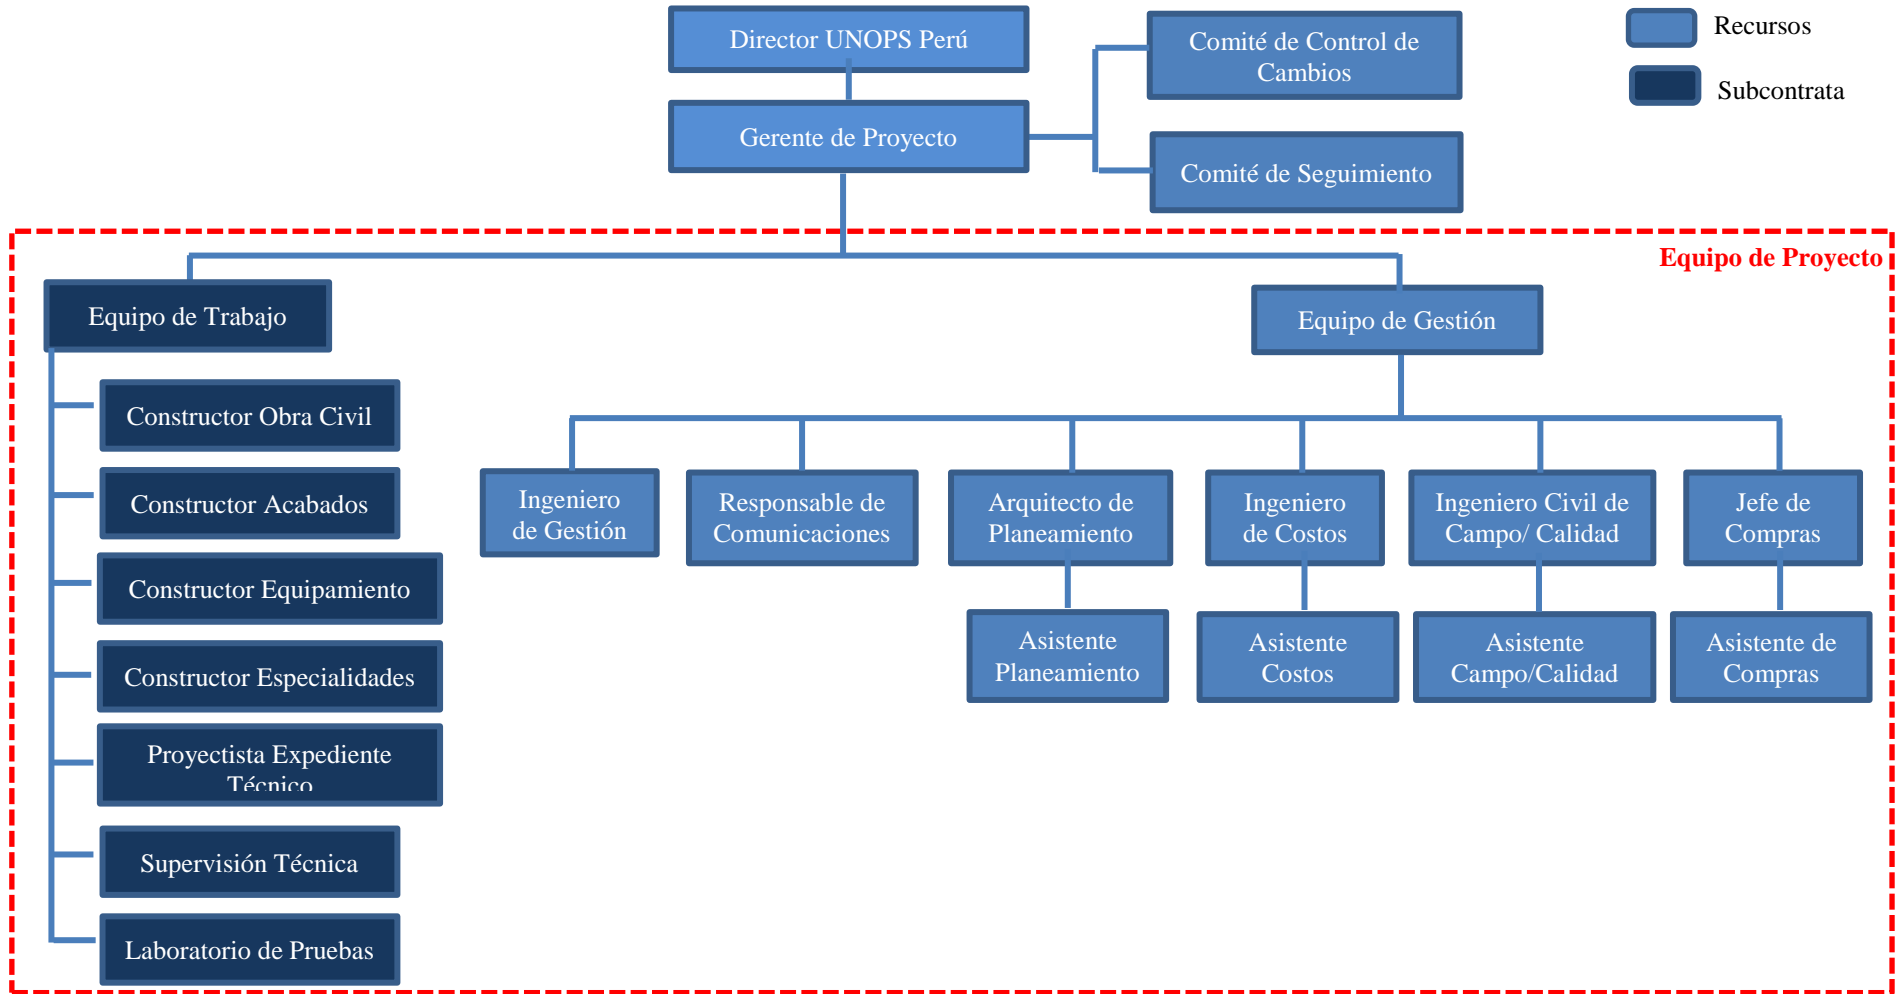 Director UNOPS Perú
Gerente de Proyecto
Comité de Control de
Cambios
Comité de Seguimiento
Recursos
Subcontrata
Equipo de Proyecto
Equipo de Trabajo
Constructor Obra Civil
Constructor Acabados
Constructor Equipamiento
Constructor Especialidades
Proyectista Expediente
Técnico
Supervisión Técnica
Laboratorio de Pruebas
Equipo de Gestión
Ingeniero
de Gestión
Responsable de
Comunicaciones
Arquitecto de
Planeamiento
Ingeniero
de Costos
Ingeniero Civil de
Campo/ Calidad
Jefe de
Compras
Asistente
Planeamiento
Asistente
Costos
Asistente
Campo/Calidad
Asistente de
Compras